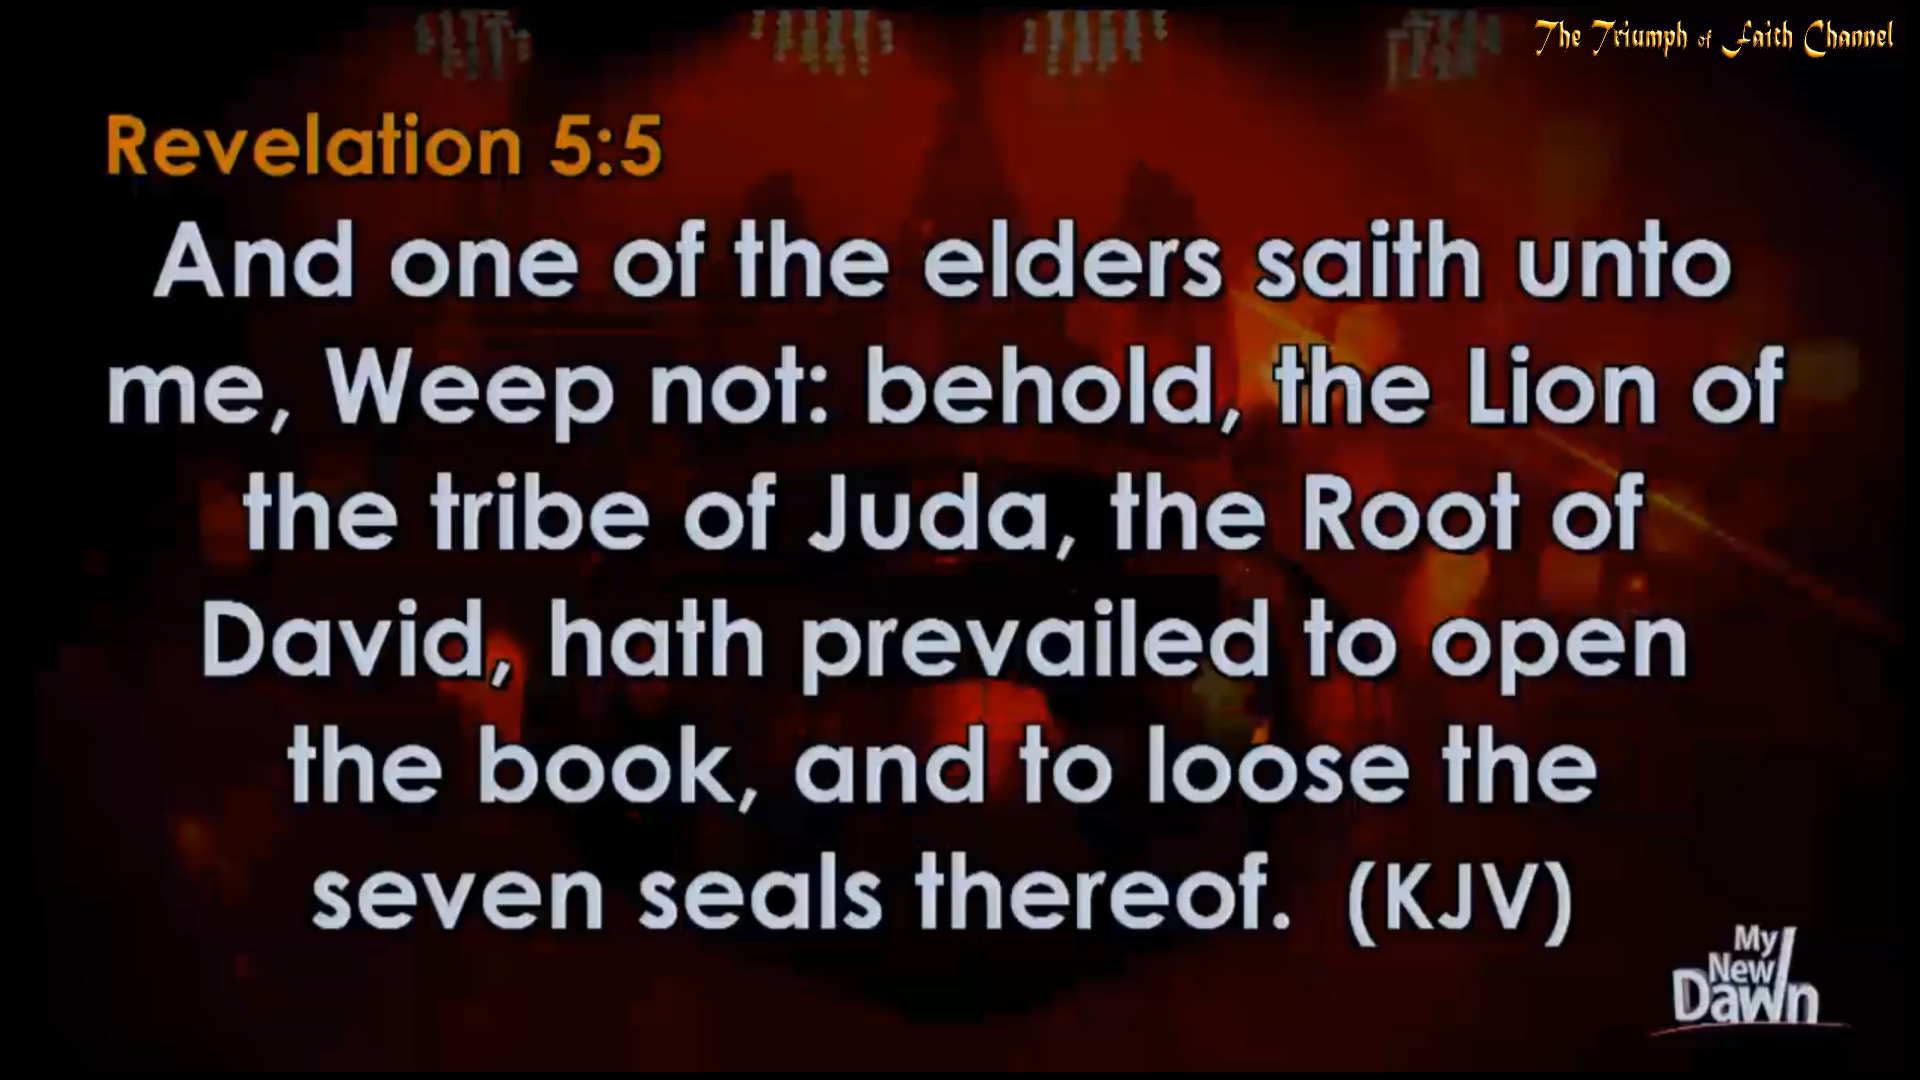 The Triumph of Faith Channel
Revelation 5:5
And one of the elders saith unto
me, Weep not: behold, the Lion of
the tribe of Juda, the Root of
David, hath prevailed to open
the book, and to loose the
seven seals thereof. (KJV)
My
New
Dawn